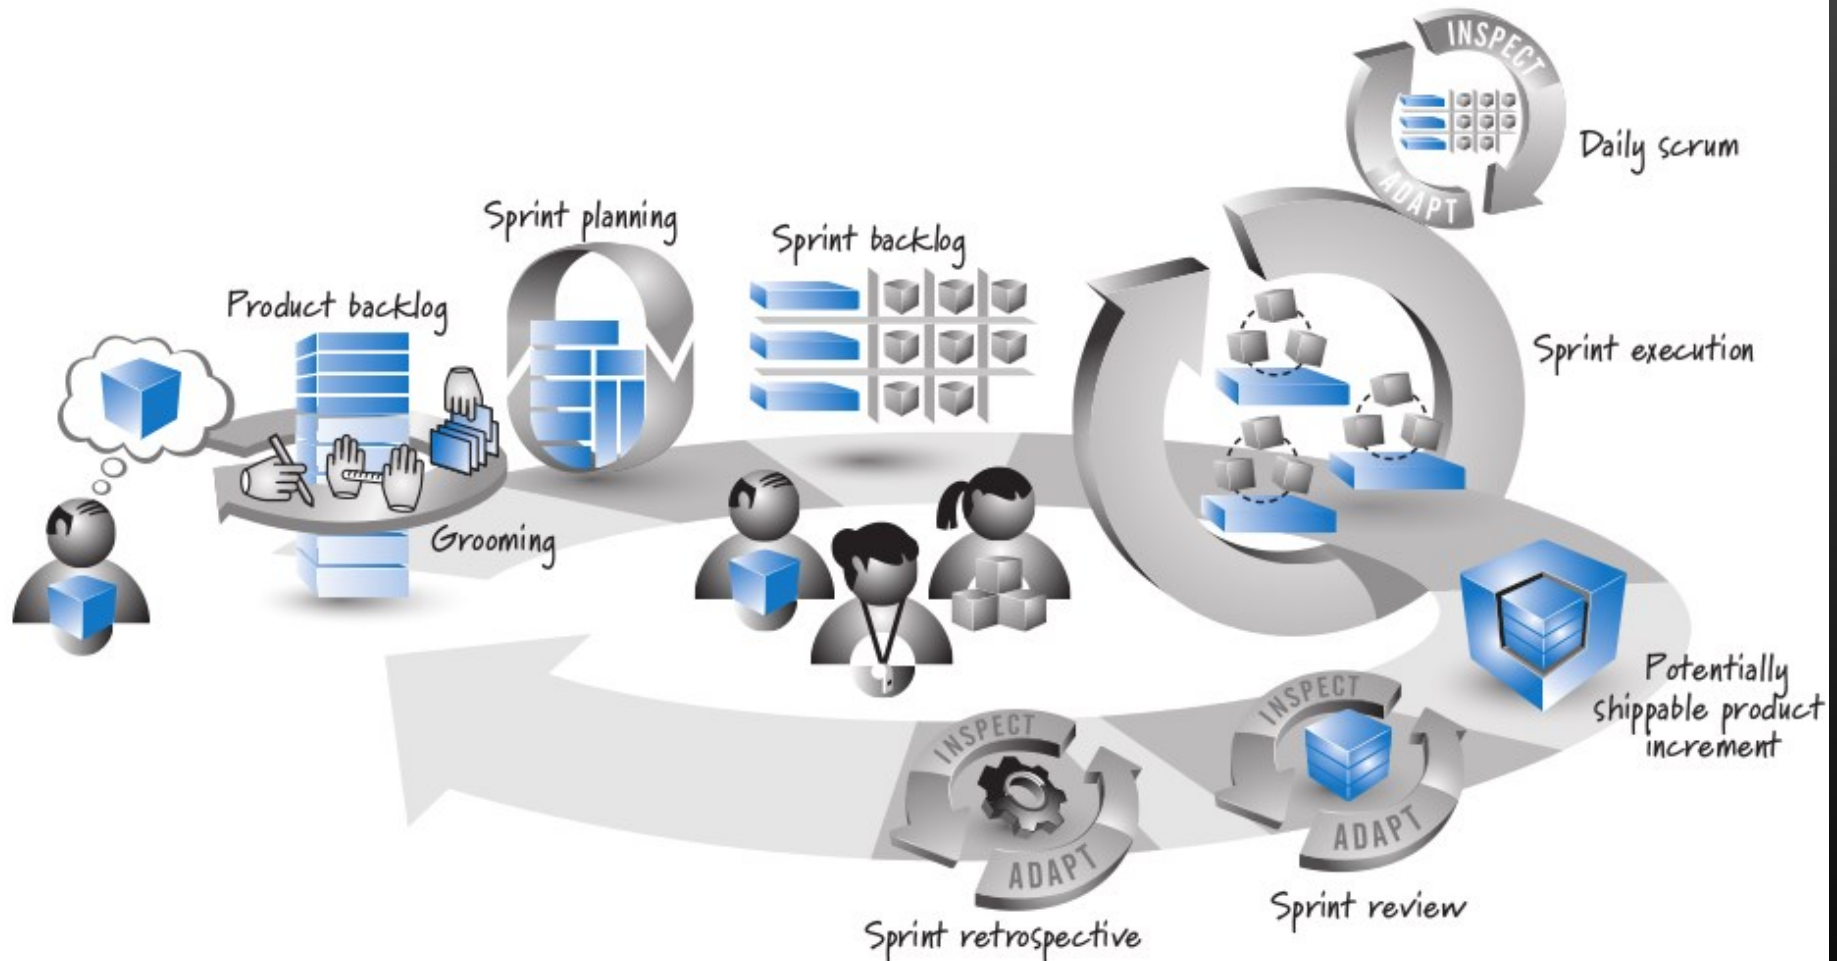 INSPECT
ADAPT
Daily scrum
Sprint planning
Sprint backlog
Product backlog
Sprint execution
Grooming
Potentially
shippable product
increment
INSPECT
ADAPT
Sprint review
INSPECT
ADAPT
Sprint retrospective